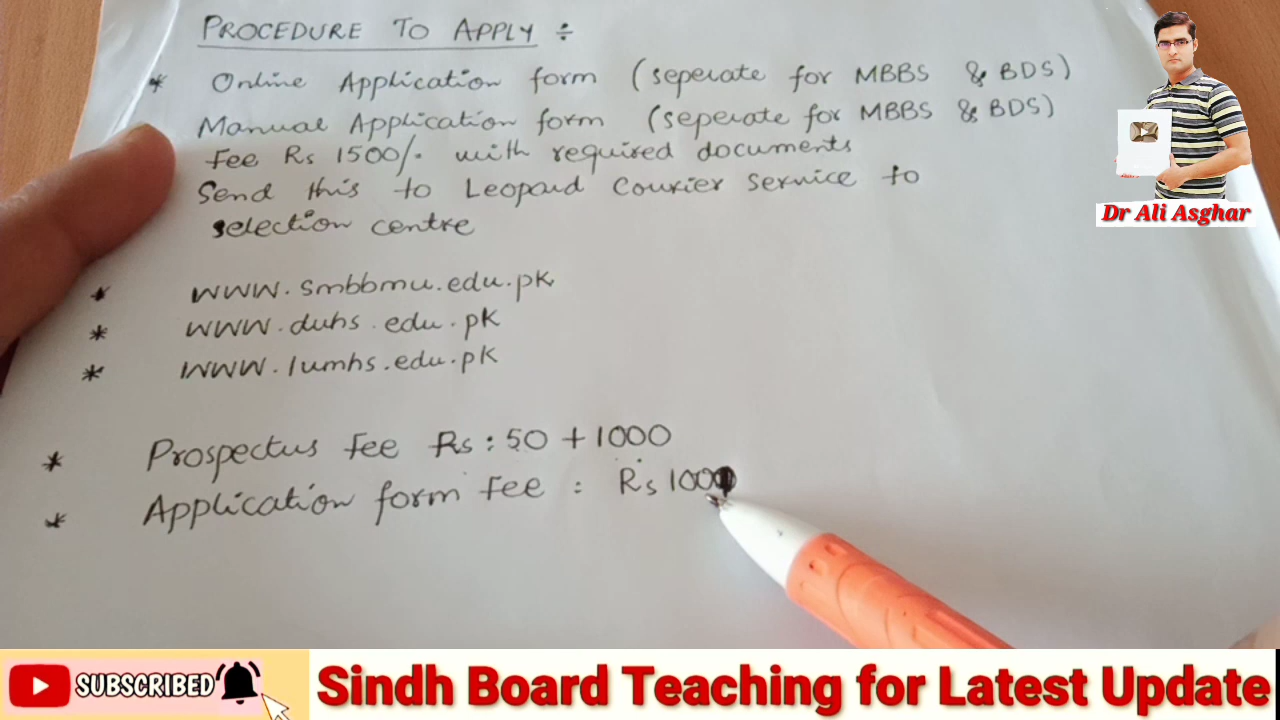 PROCEDURE TO APPLY ÷
* Online Application form (seperate for MBBS & BDS)
Manual Application form (seperate for MBBS & BDS)
Fee Rs 1500/- with required documents
Send this to Leopard Courier Service to
selection centre
* WWW.smbbmu.edu.pk
* WWW.duhs.edu.pk
* WWW.lumhs.edu.pk
* Prospectus fee Rs: 50 + 1000
* Application form fee : Rs 1000
Dr Ali Asghar
SUBSCRIBED
Sindh Board Teaching for Latest Update